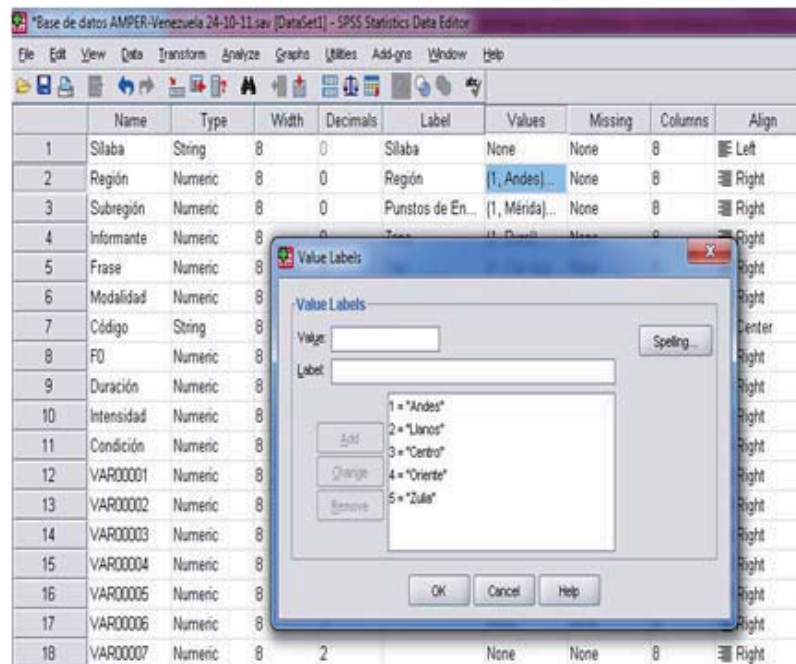 *Base de datos AMPER-Venezuela 24-10-11.sav [DataSet1] - SPSS Statistics Data Editor
File Edit View Data Transform Analyze Graphs Utilities Add-ons Window Help
Name Type Width Decimals Label Values Missing Columns Align
1 Sílaba String 8 0 Sílaba None None 8 Left
2 Región Numeric 8 0 Región {1, Andes}... None 8 Right
3 Subregión Numeric 8 0 Punstos de En... {1, Mérida}... None 8 Right
4 Informante Numeric 8 Right
5 Frase Numeric 8 Right
6 Modalidad Numeric 8 Right
7 Código String 8 Center
8 F0 Numeric 8 Right
9 Duración Numeric 8 Right
10 Intensidad Numeric 8 Right
11 Condición Numeric 8 Right
12 VAR00001 Numeric 8 Right
13 VAR00002 Numeric 8 Right
14 VAR00003 Numeric 8 Right
15 VAR00004 Numeric 8 Right
16 VAR00005 Numeric 8 Right
17 VAR00006 Numeric 8 Right
18 VAR00007 Numeric 8 2 None None 8 Right
Value Labels
Value Labels
Value:
Spelling...
Label:
1 = "Andes"
2 = "Llanos"
3 = "Centro"
4 = "Oriente"
5 = "Zulia"
Add
Change
Remove
OK Cancel Help